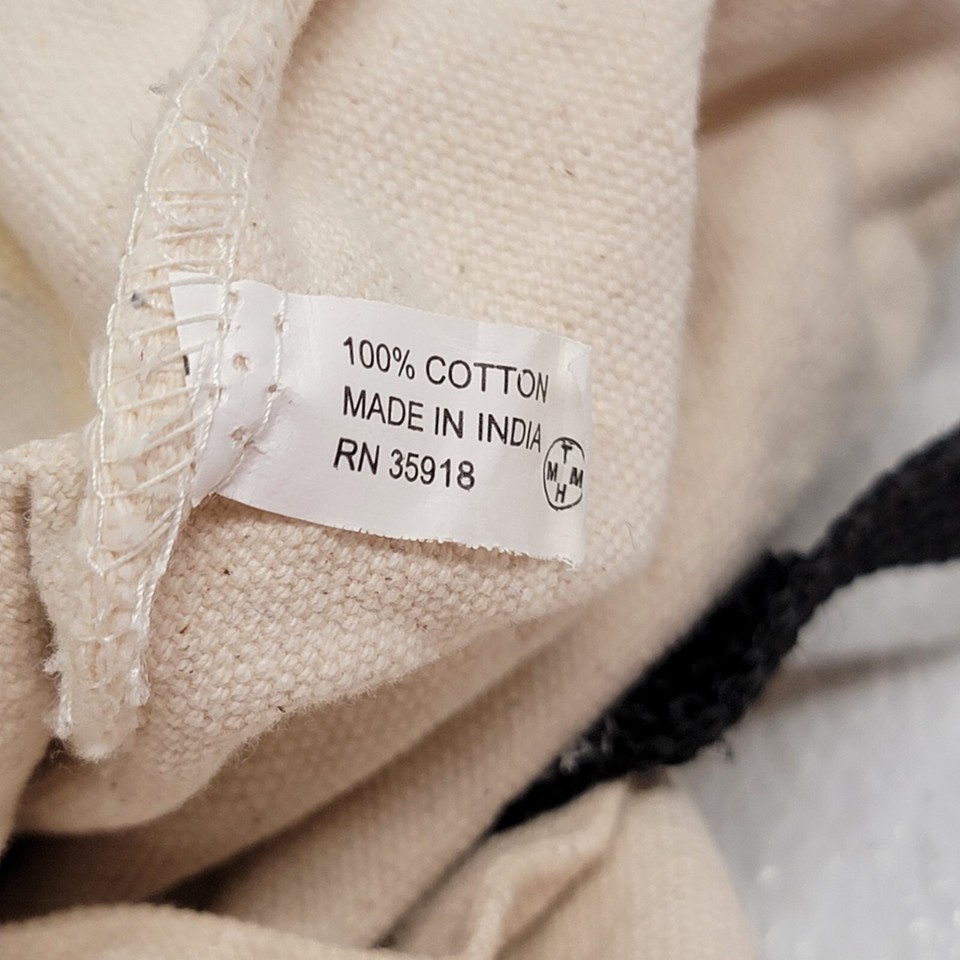 100% COTTON
MADE IN INDIA
RN 35918
T
M M
H